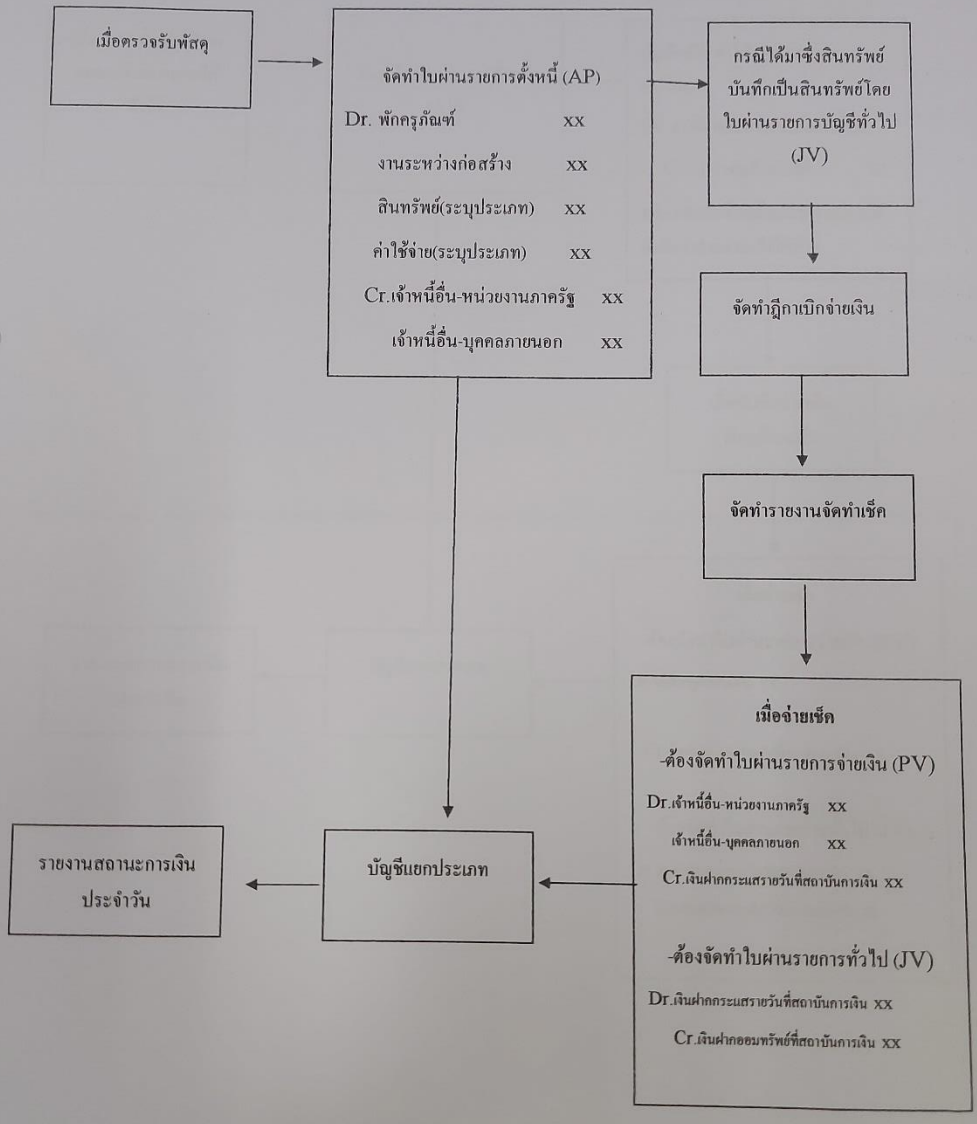 เมื่อตรวจรับพัสดุ
จัดทำใบผ่านรายการตั้งหนี้ (AP)
Dr. พักครุภัณฑ์ xx
งานระหว่างก่อสร้าง xx
สินทรัพย์(ระบุประเภท) xx
ค่าใช้จ่าย(ระบุประเภท) xx
Cr.เจ้าหนี้อื่น-หน่วยงานภาครัฐ xx
เจ้าหนี้อื่น-บุคคลภายนอก xx
กรณีได้มาซึ่งสินทรัพย์
บันทึกเป็นสินทรัพย์โดย
ใบผ่านรายการบัญชีทั่วไป
(JV)
จัดทำฎีกาเบิกจ่ายเงิน
จัดทำรายงานจัดทำเช็ค
เมื่อจ่ายเช็ค
-ต้องจัดทำใบผ่านรายการจ่ายเงิน (PV)
Dr.เจ้าหนี้อื่น-หน่วยงานภาครัฐ xx
เจ้าหนี้อื่น-บุคคลภายนอก xx
Cr.เงินฝากกระแสรายวันที่สถาบันการเงิน xx
-ต้องจัดทำใบผ่านรายการทั่วไป (JV)
Dr.เงินฝากกระแสรายวันที่สถาบันการเงิน xx
Cr.เงินฝากออมทรัพย์ที่สถาบันการเงิน xx
บัญชีแยกประเภท
รายงานสถานะการเงิน
ประจำวัน